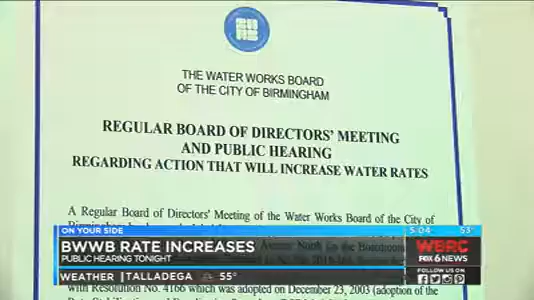 THE WATER WORKS BOARD
OF THE CITY OF BIRMINGHAM
REGULAR BOARD OF DIRECTORS' MEETING
AND PUBLIC HEARING
REGARDING ACTION THAT WILL INCREASE WATER RATES
A Regular Board of Directors' Meeting of the Water Works Board of the City of
ON YOUR SIDE
BWWB RATE INCREASES
PUBLIC HEARING TONIGHT
5:04 53°
WBRC
FOX 6 NEWS
FOLLOW US ON
WEATHER TALLADEGA 55°
with Resolution No. 4166 which was adopted on December 23, 2003 (adoption of